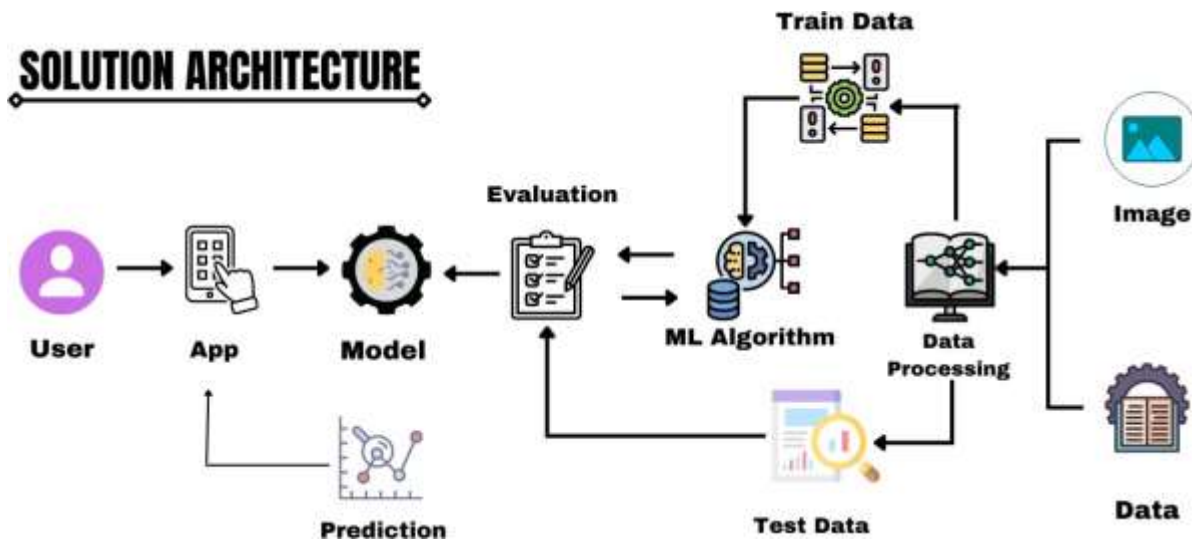 Train Data
SOLUTION ARCHITECTURE
Evaluation
Image
User
App
Model
ML Algorithm
Data
Processing
Prediction
Test Data
Data